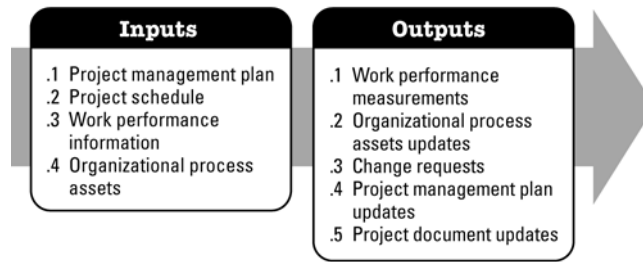 Inputs
.1 Project management plan
.2 Project schedule
.3 Work performance
information
.4 Organizational process
assets
Outputs
.1 Work performance
measurements
.2 Organizational process
assets updates
.3 Change requests
.4 Project management plan
updates
.5 Project document updates